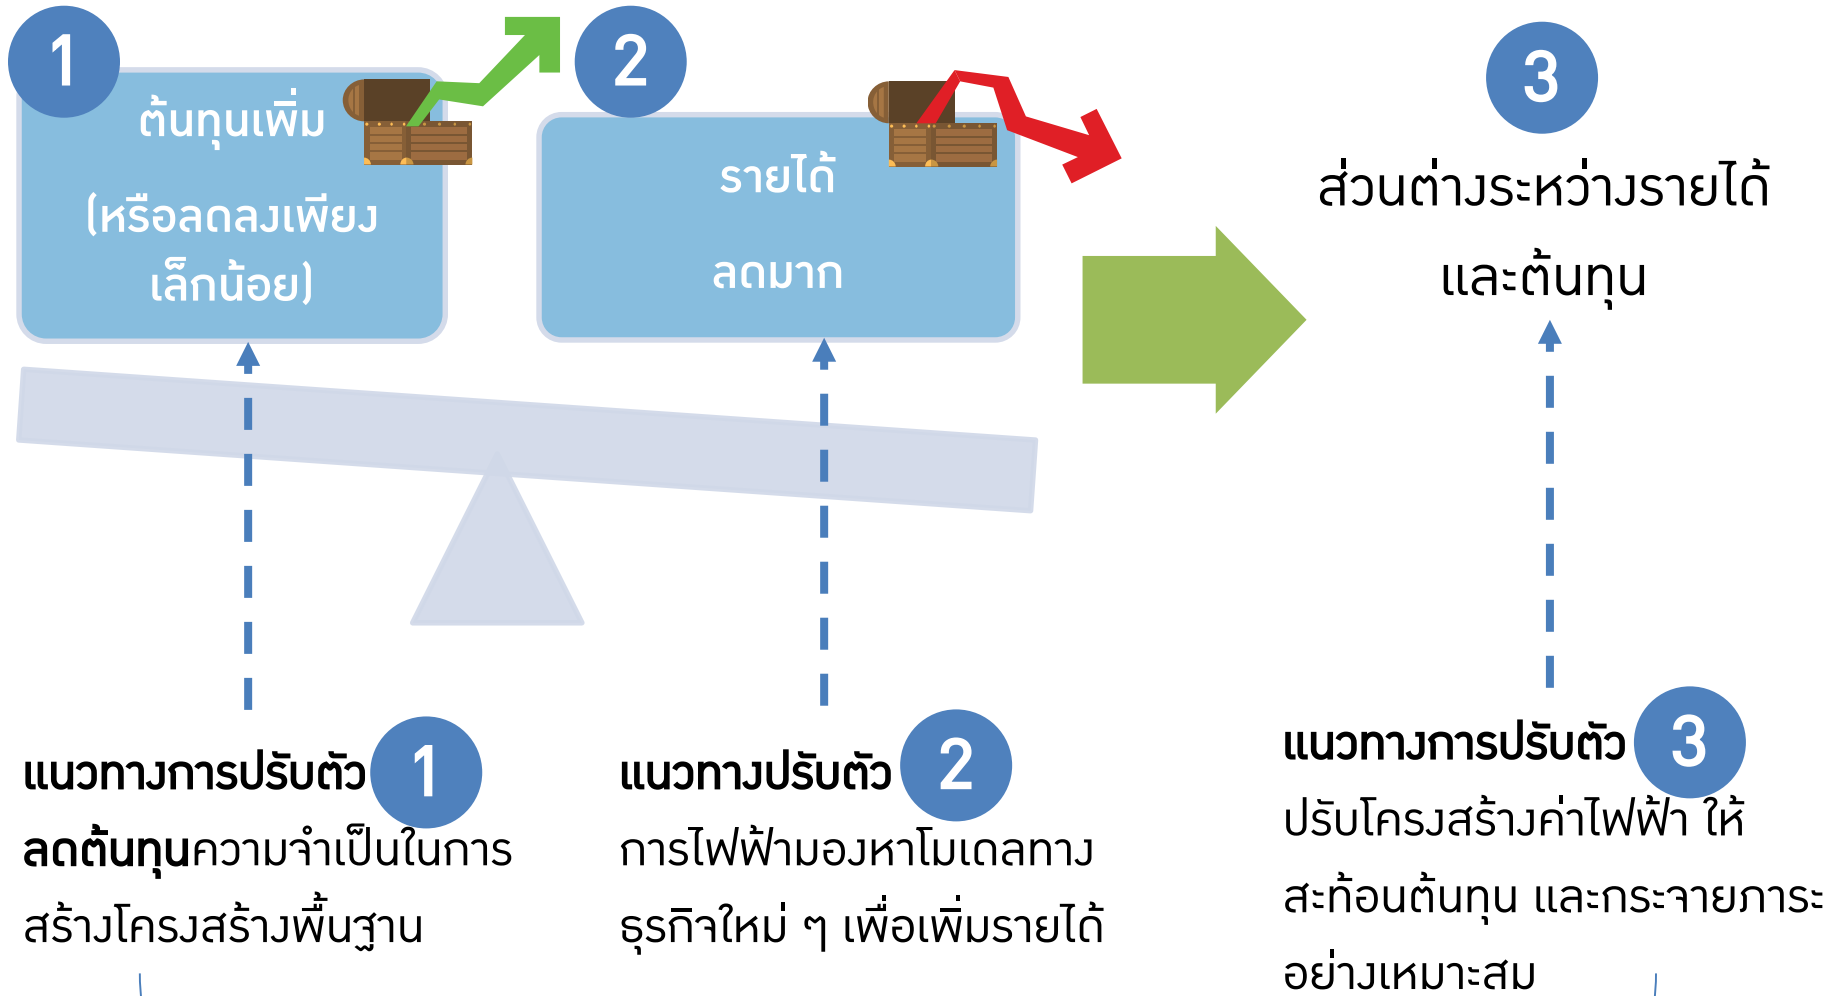 1
ต้นทุนเพิ่ม
(หรือลดลงเพียง
เล็กน้อย)
2
รายได้
ลดมาก
3
ส่วนต่างระหว่างรายได้
และต้นทุน
แนวทางการปรับตัว 1
ลดต้นทุนความจำเป็นในการ
สร้างโครงสร้างพื้นฐาน
แนวทางปรับตัว 2
การไฟฟ้ามองหาโมเดลทาง
ธุรกิจใหม่ ๆ เพื่อเพิ่มรายได้
แนวทางการปรับตัว 3
ปรับโครงสร้างค่าไฟฟ้า ให้
สะท้อนต้นทุน และกระจายภาระ
อย่างเหมาะสม